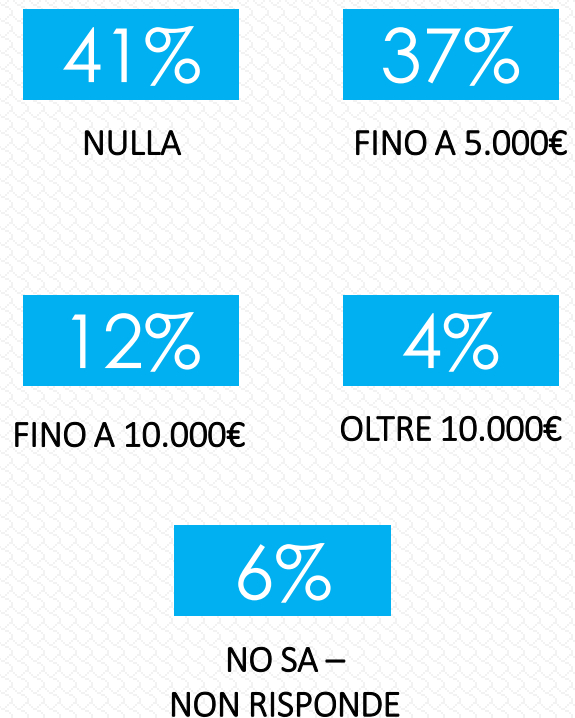 41%
37%
NULLA
FINO A 5.000€
12%
4%
FINO A 10.000€
OLTRE 10.000€
6%
NO SA –
NON RISPONDE